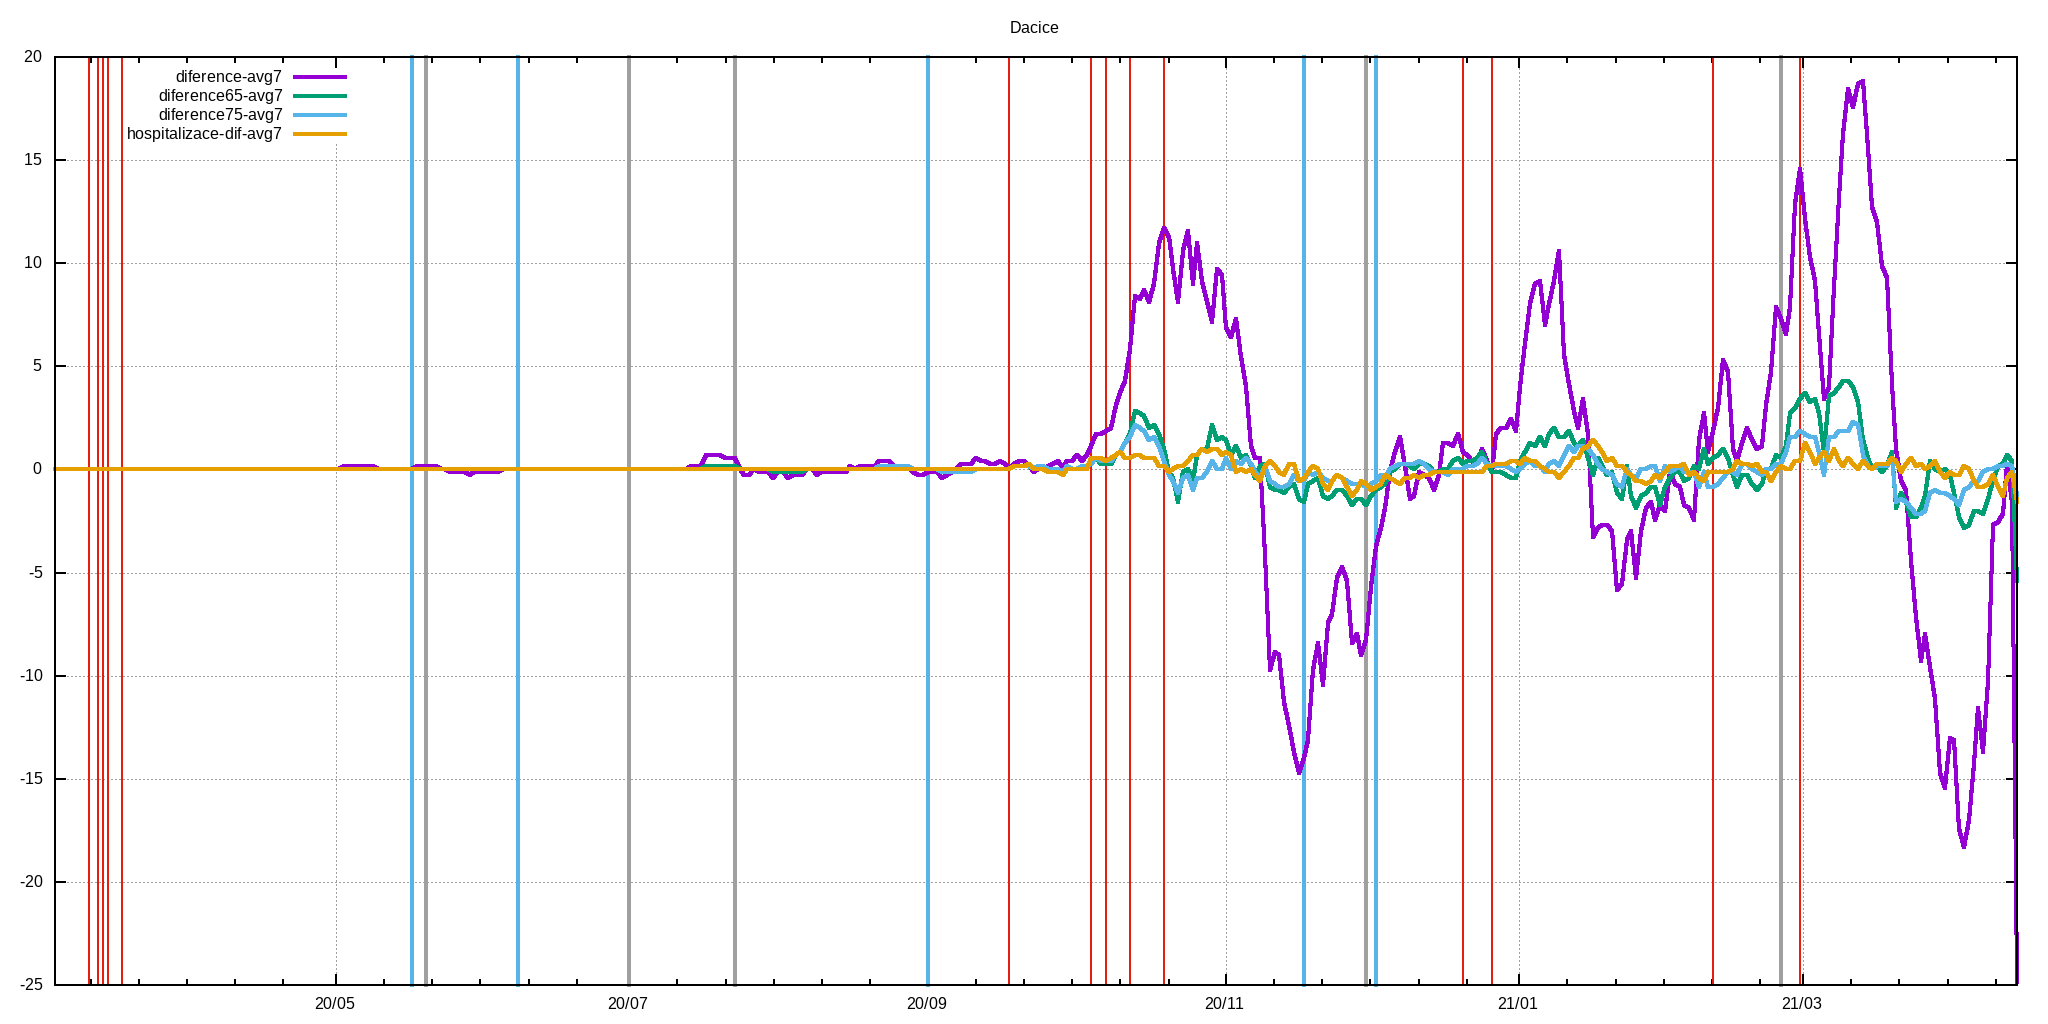 Dacice
diference-avg7
diference65-avg7
diference75-avg7
hospitalizace-dif-avg7
20
15
10
5
0
-5
-10
-15
-20
-25
20/05 20/07 20/09 20/11 21/01 21/03